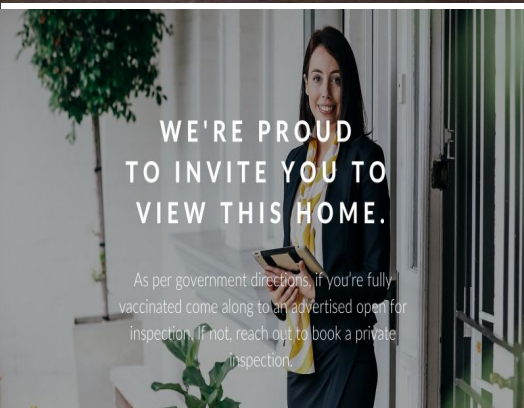 WE'RE PROUD
TO INVITE YOU TO
VIEW THIS HOME.
As per government directions, if you're fully
vaccinated come along to an advertised open for
inspection. If not, reach out to book a private
inspection.